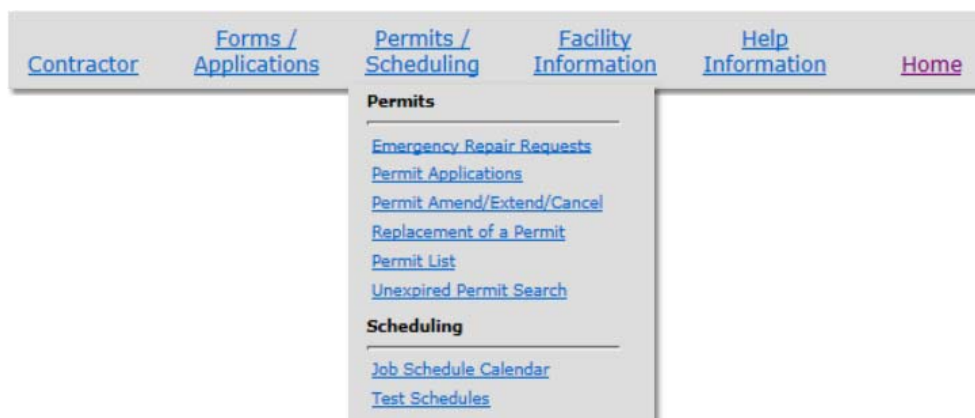 Contractor
Forms /
Applications
Permits /
Scheduling
Facility
Information
Help
Information
Home
Permits
Emergency Repair Requests
Permit Applications
Permit Amend/Extend/Cancel
Replacement of a Permit
Permit List
Unexpired Permit Search
Scheduling
Job Schedule Calendar
Test Schedules